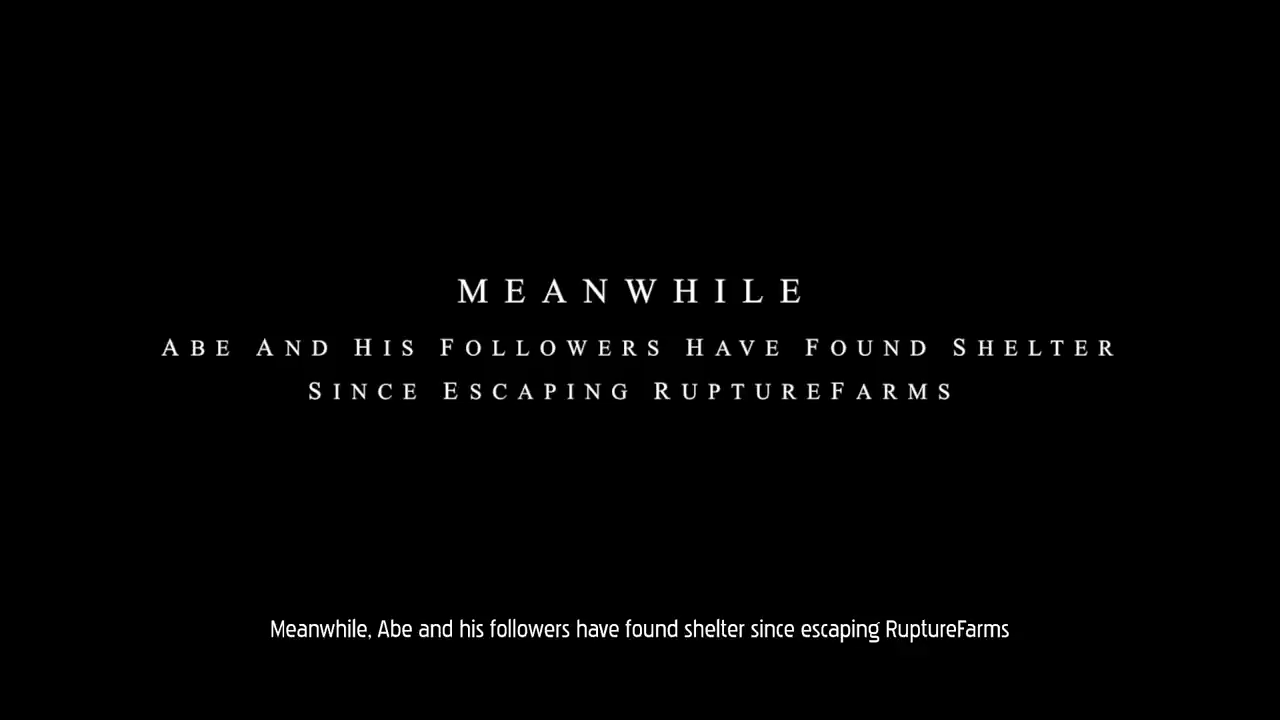 MEANWHILE
ABE AND HIS FOLLOWERS HAVE FOUND SHELTER
SINCE ESCAPING RUPTUREFARMS
Meanwhile, Abe and his followers have found shelter since escaping RuptureFarms